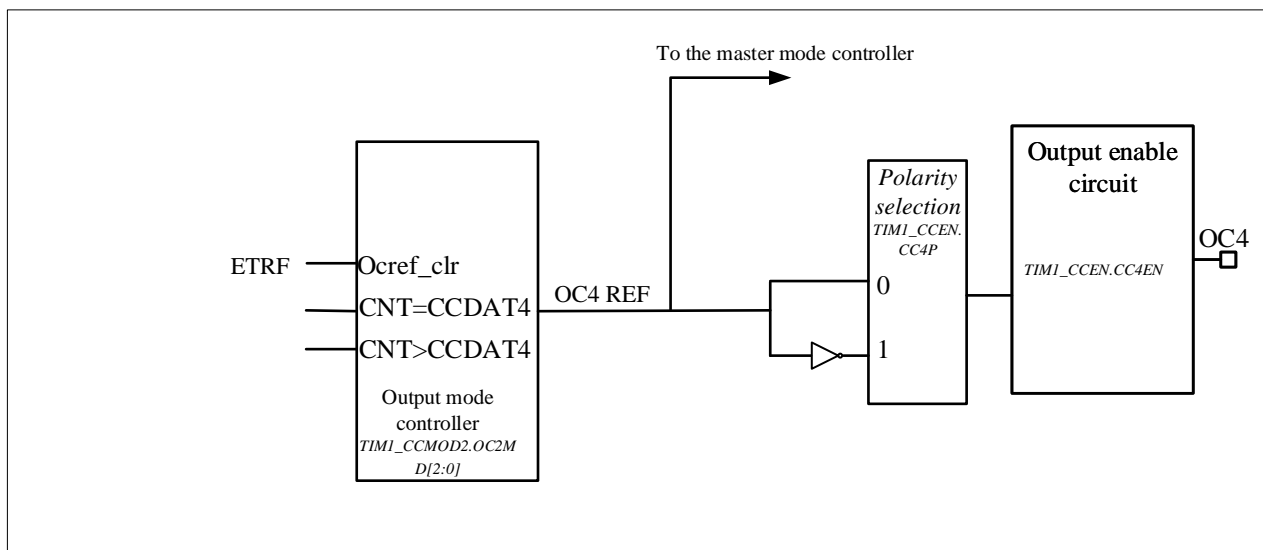 To the master mode controller
Output enable
circuit
Polarity
selection
TIM1_CCEN.
CC4P
OC4
ETRF
Ocref_clr
TIM1_CCEN.CC4EN
OC4 REF
0
CNT=CCDAT4
CNT>CCDAT4
1
Output mode
controller
TIM1_CCMOD2.OC2M
D[2:0]